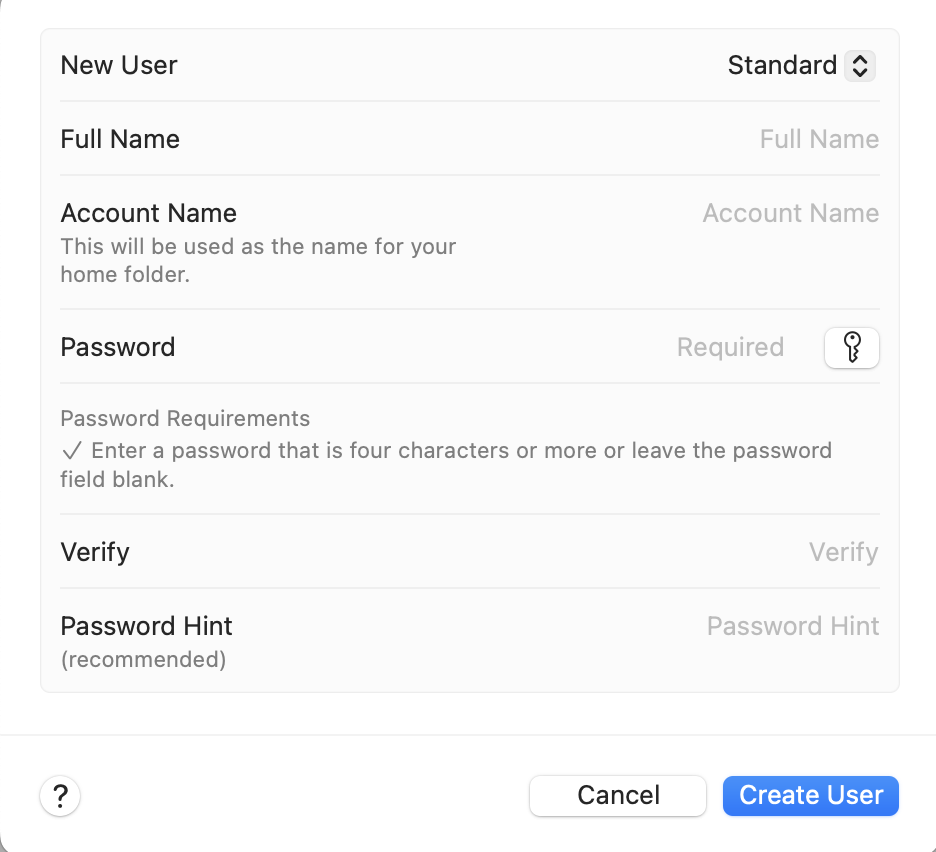 New User
Standard
Full Name
Full Name
Account Name
Account Name
This will be used as the name for your
home folder.
Password
Required
Password Requirements
✓ Enter a password that is four characters or more or leave the password
field blank.
Verify
Verify
Password Hint
Password Hint
(recommended)
?
Cancel
Create User